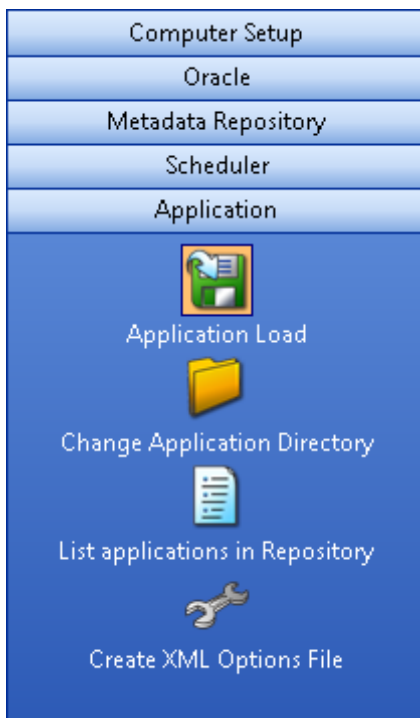 Computer Setup
Oracle
Metadata Repository
Scheduler
Application
Application Load
Change Application Directory
List applications in Repository
Create XML Options File